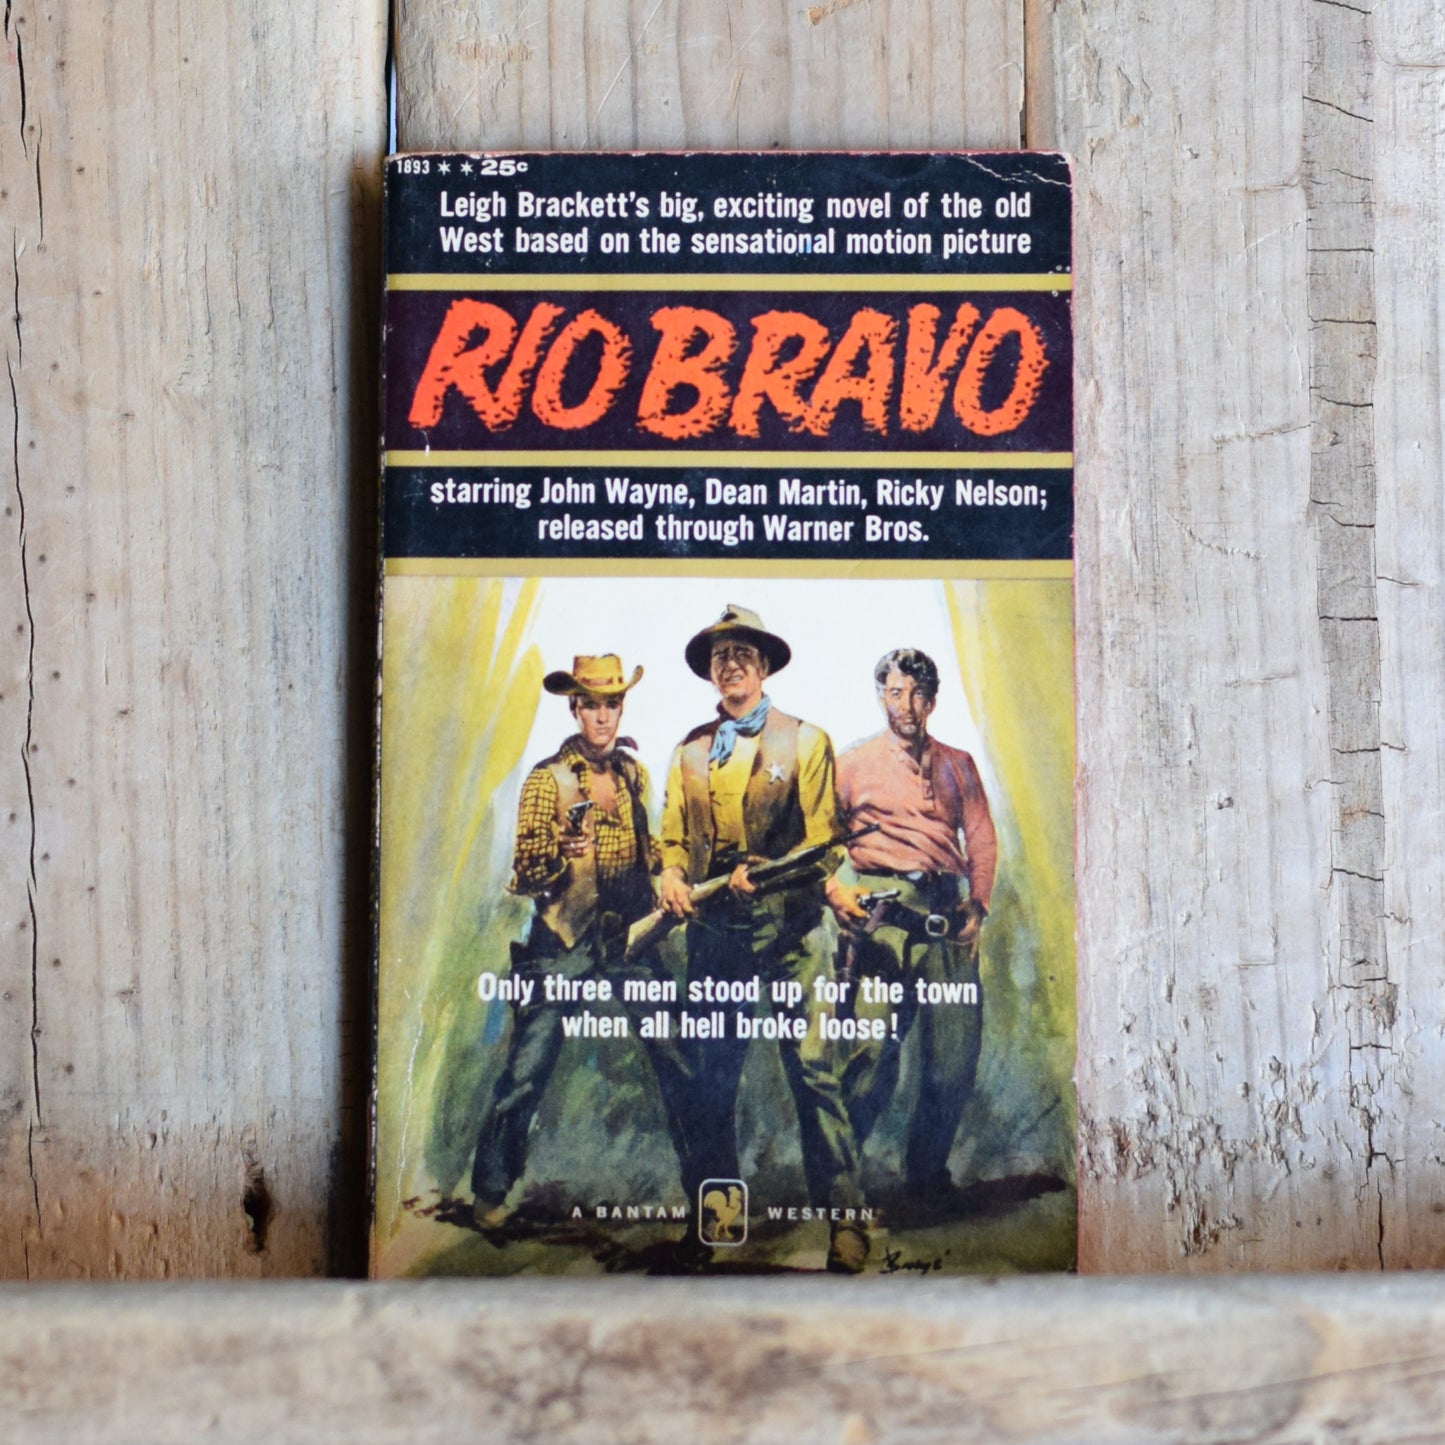 1893 ★ ★ 25c
Leigh Brackett's big, exciting novel of the old
West based on the sensational motion picture
RIO BRAVO
starring John Wayne, Dean Martin, Ricky Nelson;
released through Warner Bros.
Only three men stood up for the town
when all hell broke loose!
A BANTAM WESTERN